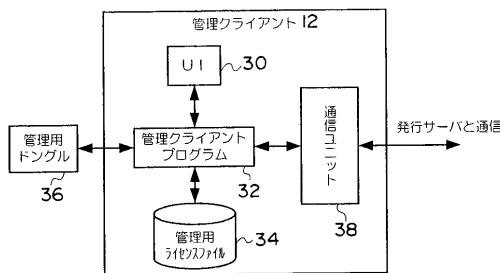 管理クライアント12
UI
30
管理クライアント
プログラム
32
管理用
ドングル
36
通信ユニット
38
発行サーバと通信
管理用
ﾗｲｾﾝｽﾌｧｲﾙ
34